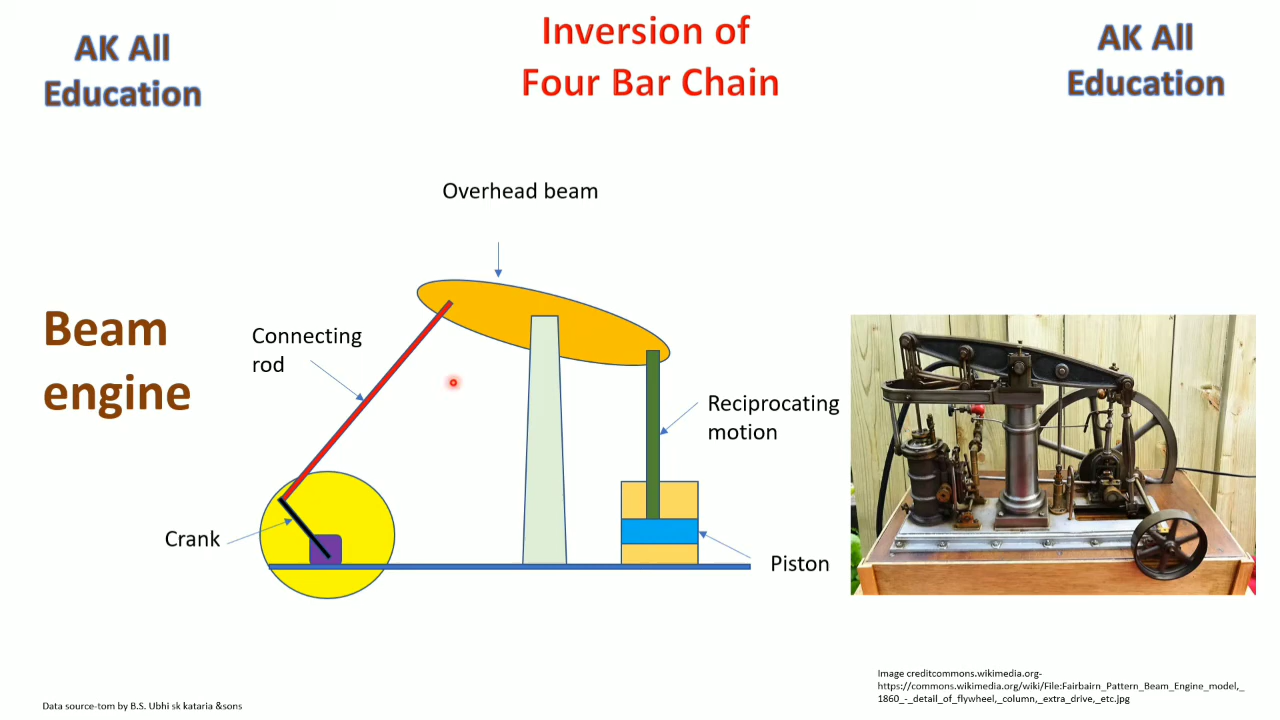 AK All
Education
Inversion of
Four Bar Chain
AK All
Education
Overhead beam
Beam
engine
Connecting
rod
Reciprocating
motion
Crank
Piston
Image creditcommons.wikimedia.org-
https://commons.wikimedia.org/wiki/File:Fairbairn_Pattern_Beam_Engine_model,_
1860_-_detail_of_flywheel,_column,_extra_drive,_etc.jpg
Data source-tom by B.S. Ubhi sk kataria &sons